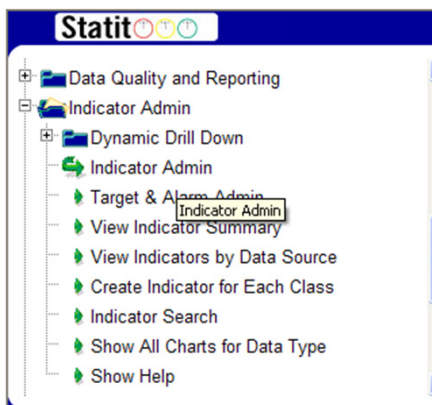 Statit
Data Quality and Reporting
Indicator Admin
Dynamic Drill Down
Indicator Admin
Target & Alarm Admin
Indicator Admin
View Indicator Summary
View Indicators by Data Source
Create Indicator for Each Class
Indicator Search
Show All Charts for Data Type
Show Help